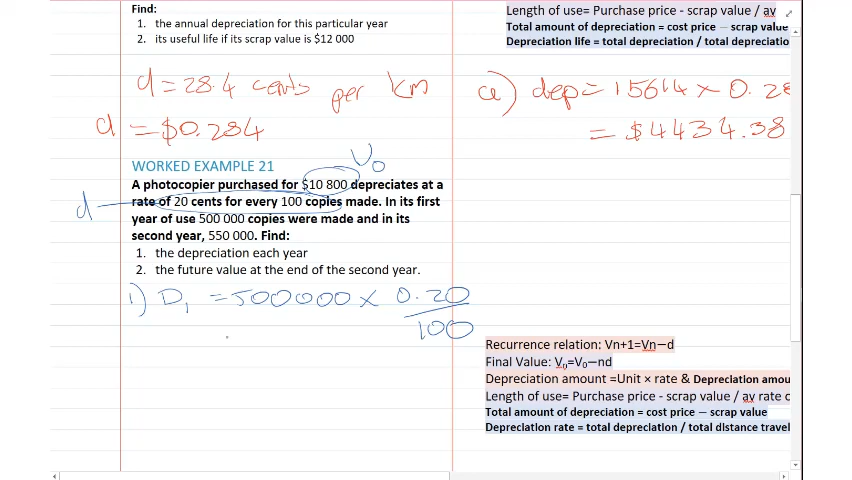 Find:
1. the annual depreciation for this particular year
2. its useful life if its scrap value is $12 000
d = 28.4 cents per km
d = $0.284
WORKED EXAMPLE 21
V0
A photocopier purchased for $10 800 depreciates at a
rate of 20 cents for every 100 copies made. In its first
d
year of use 500 000 copies were made and in its
second year, 550 000. Find:
1. the depreciation each year
2. the future value at the end of the second year.
1) D1 = 500000 × 0.20
100
Length of use= Purchase price - scrap value / av
Total amount of depreciation = cost price — scrap value
Depreciation life = total depreciation / total depreciatio
a) dep = 15614 × 0.28
= $4434.38
Recurrence relation: Vn+1=Vn−d
Final Value: V0=V0−nd
Depreciation amount =Unit × rate & Depreciation amou
Length of use= Purchase price - scrap value / av rate o
Total amount of depreciation = cost price — scrap value
Depreciation rate = total depreciation / total distance travel